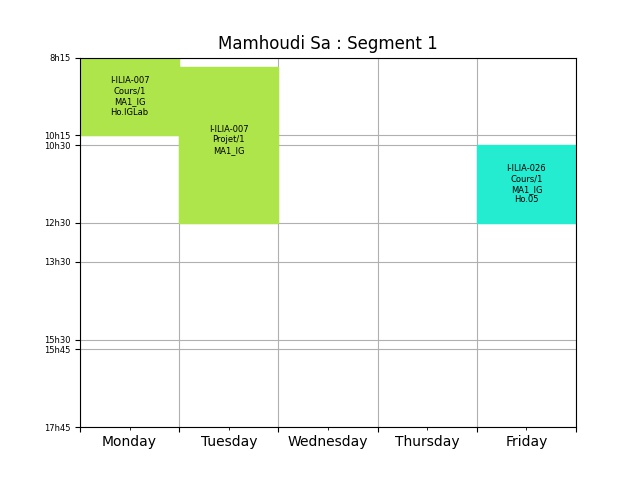 Mamhoudi Sa : Segment 1
8h15
I-ILIA-007
Cours/1
MA1_IG
Ho.IGLab
I-ILIA-007
Projet/1
MA1_IG
10h15
10h30
I-ILIA-026
Cours/1
MA1_IG
Ho.05
12h30
13h30
15h30
15h45
17h45
Monday Tuesday Wednesday Thursday Friday